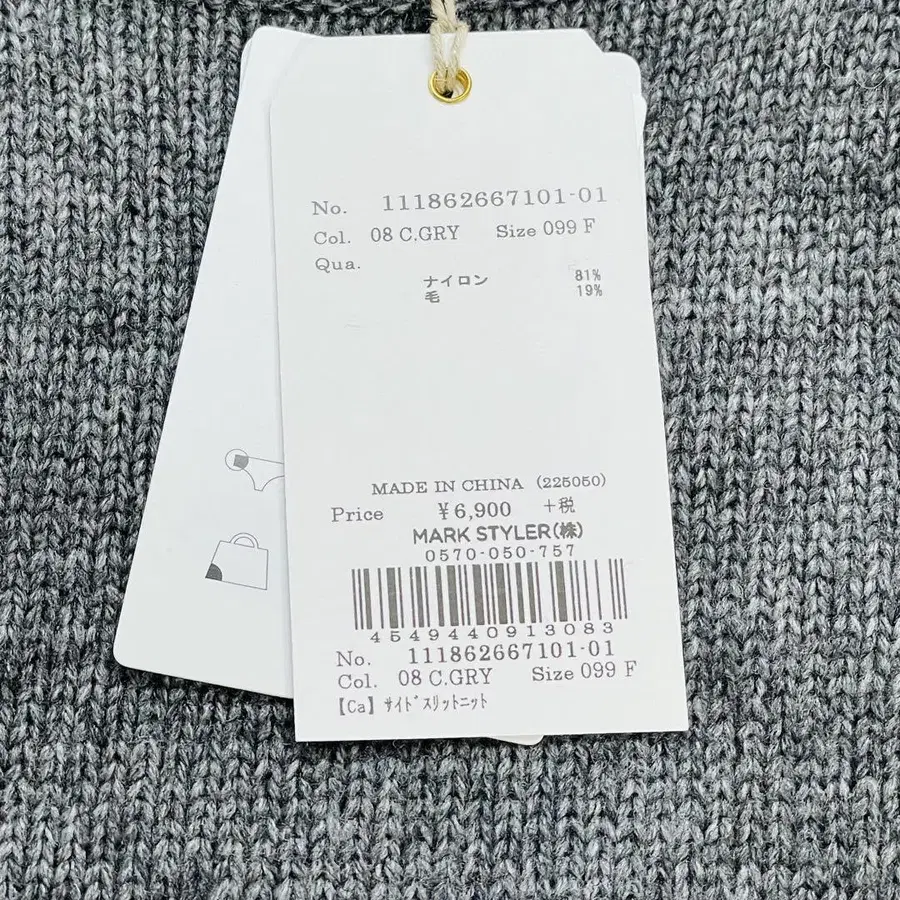 No. 111862667101-01
Col. 08 C.GRY Size 099 F
Qua.
ナイロン 81%
毛 19%
MADE IN CHINA (225050)
Price ¥6,900 +税
MARK STYLER(株)
0570-050-757
4549440913083
No. 111862667101-01
Col. 08 C.GRY Size 099 F
【Ca】ｻｲﾄﾞｽﾘｯﾄﾆｯﾄ